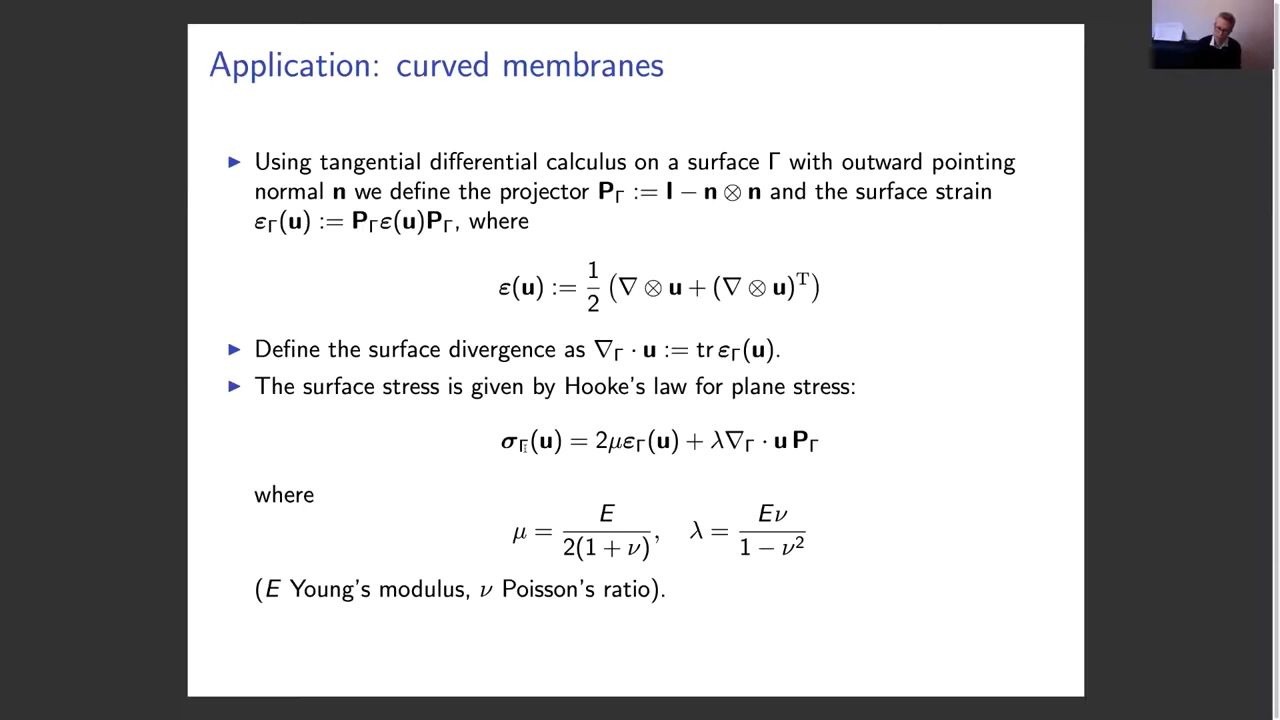 Application: curved membranes
▶ Using tangential differential calculus on a surface Γ with outward pointing
normal n we define the projector P_Γ := I − n ⊗ n and the surface strain
ε_Γ(u) := P_Γ ε(u) P_Γ, where
ε(u) := 1/2 (∇ ⊗ u + (∇ ⊗ u)^T)
▶ Define the surface divergence as ∇_Γ · u := tr ε_Γ(u).
▶ The surface stress is given by Hooke's law for plane stress:
σ_Γ(u) = 2με_Γ(u) + λ∇_Γ · u P_Γ
where
μ = E / 2(1 + ν), λ = Eν / 1 − ν²
(E Young's modulus, ν Poisson's ratio).